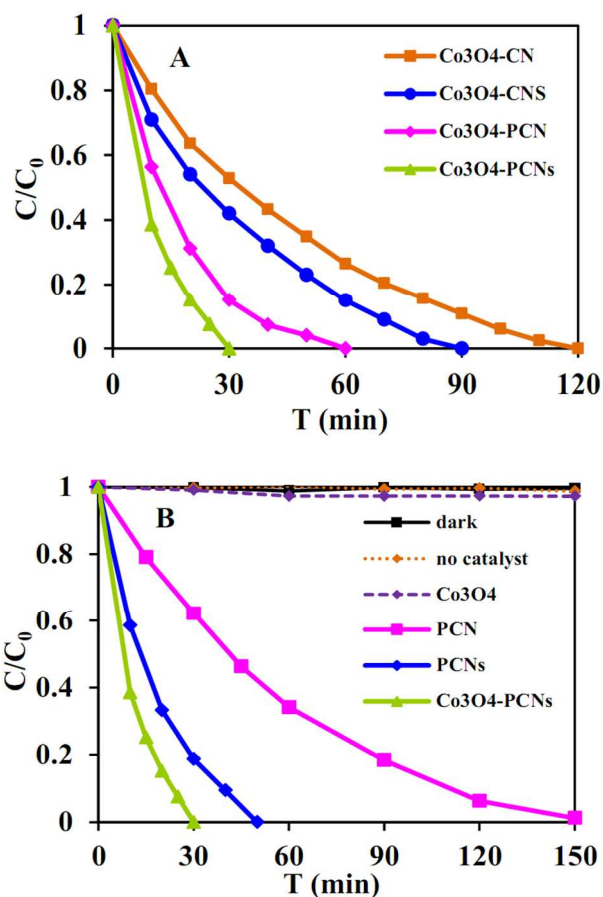 A
Co3O4-CN
Co3O4-CNS
Co3O4-PCN
Co3O4-PCNs
C/C0
1
0.8
0.6
0.4
0.2
0
0 30 60 90 120
T (min)
B
dark
no catalyst
Co3O4
PCN
PCNs
Co3O4-PCNs
C/C0
1
0.8
0.6
0.4
0.2
0
0 30 60 90 120 150
T (min)